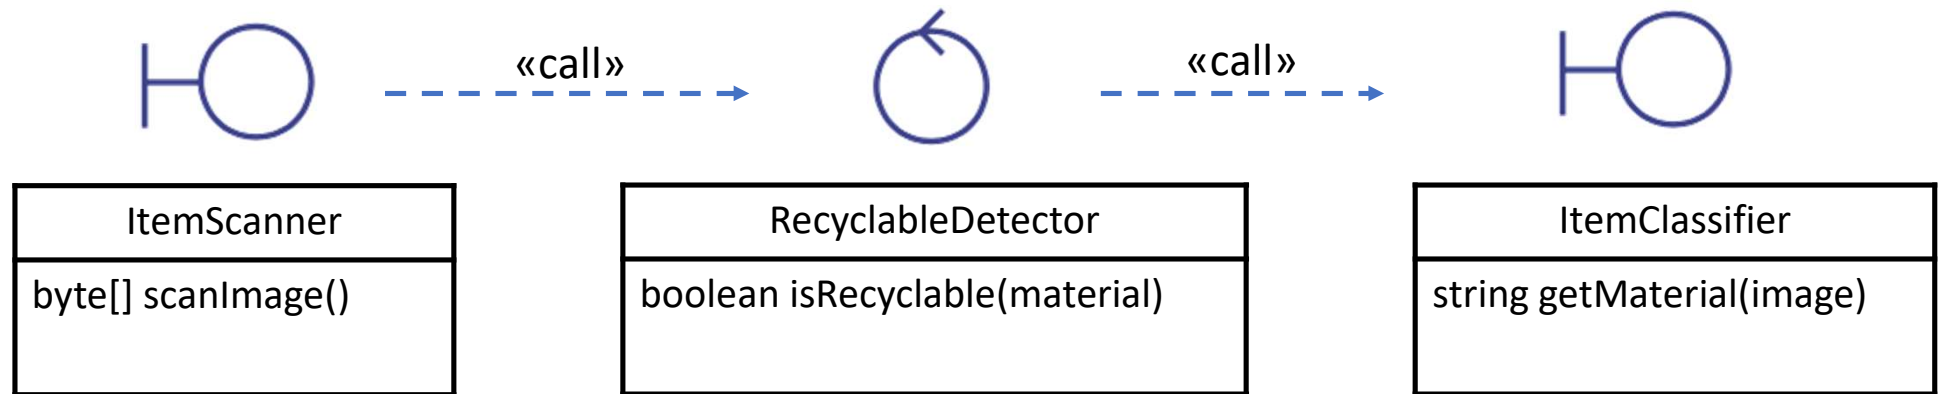 «call»
«call»
ItemScanner
byte[] scanImage()
RecyclableDetector
boolean isRecyclable(material)
ItemClassifier
string getMaterial(image)